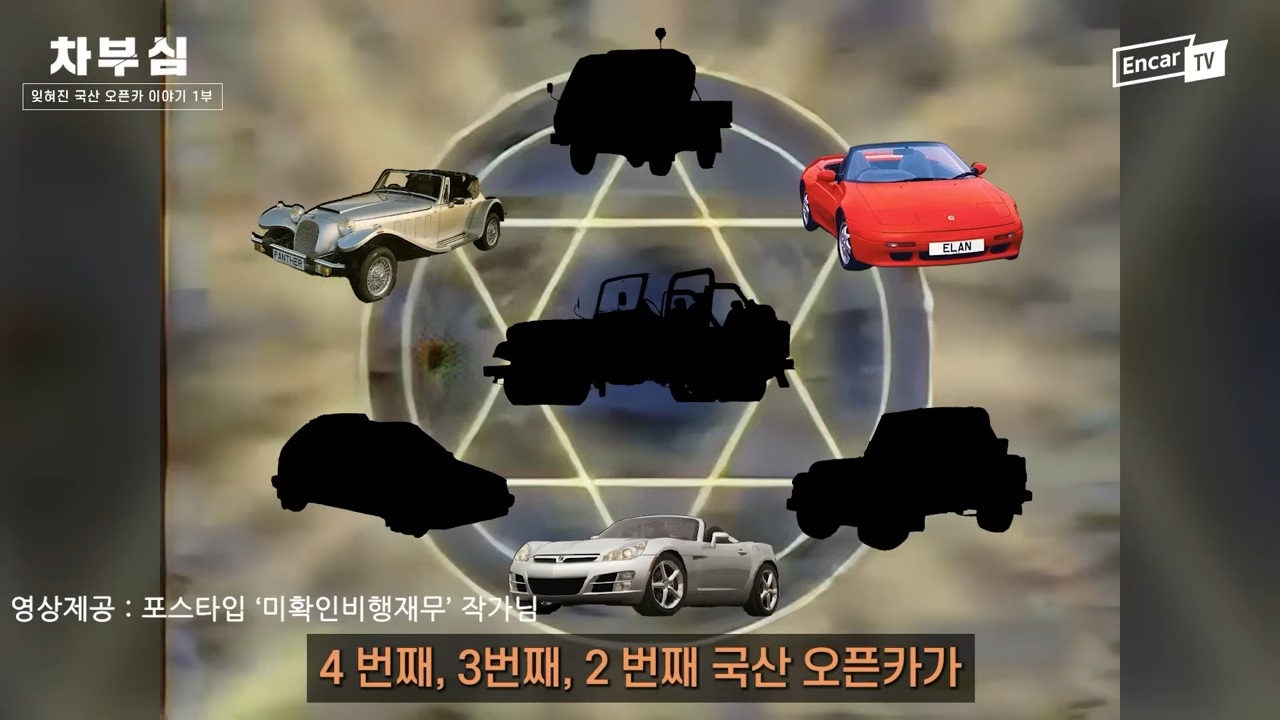 차부심
잊혀진 국산 오픈카 이야기 1부
Encar TV
PANTHER
ELAN
영상제공 : 포스타입 ‘미확인비행재무’ 작가님
4 번째, 3번째, 2 번째 국산 오픈카가